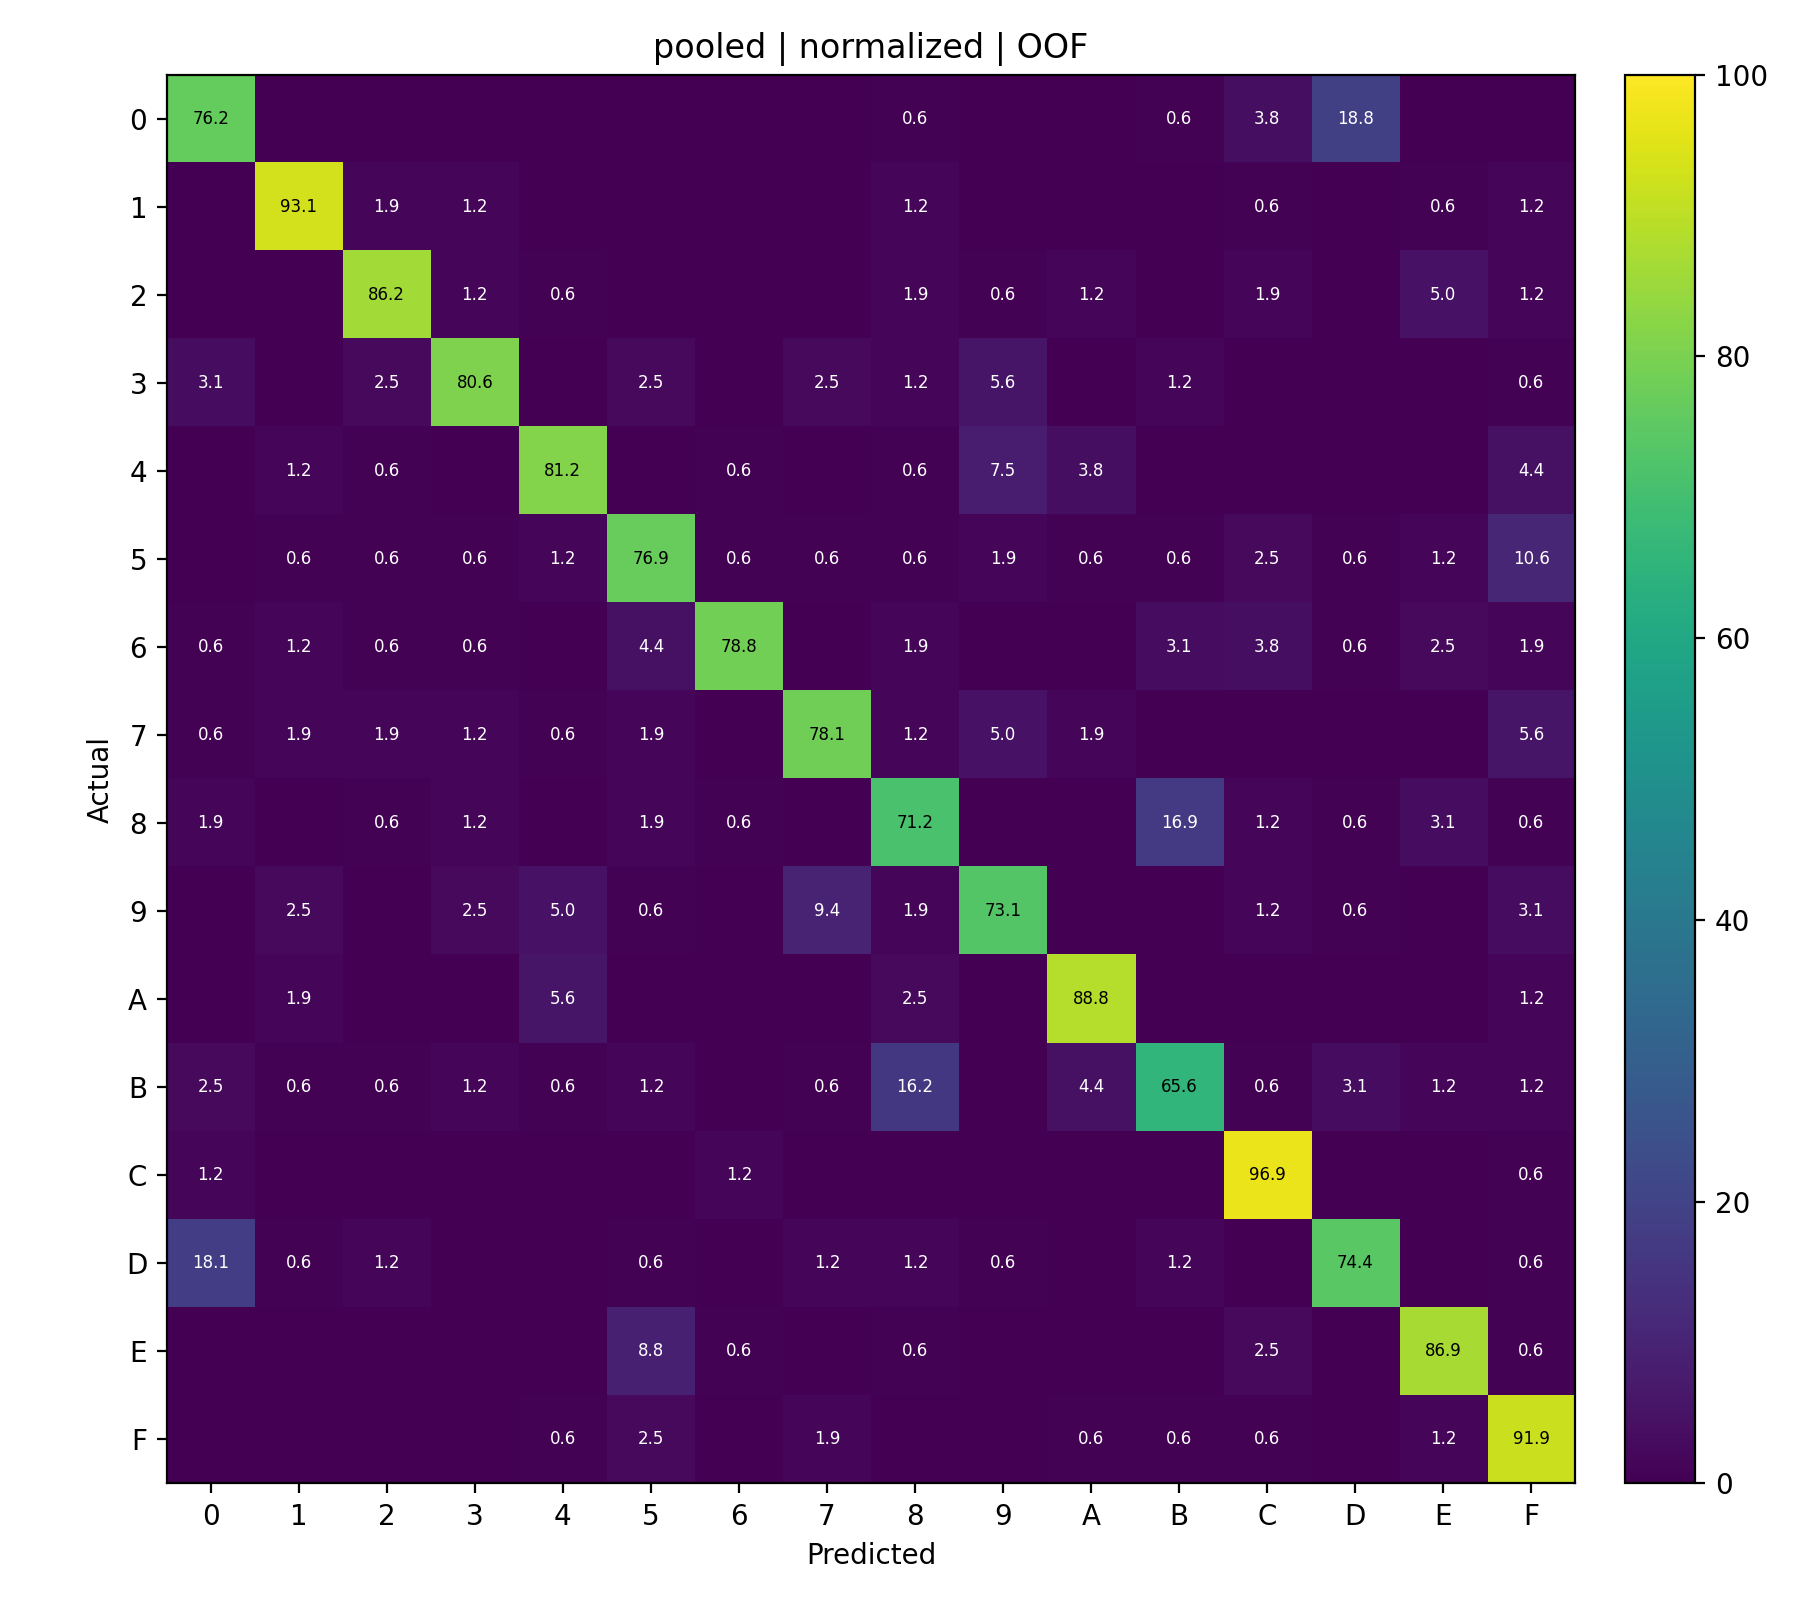 pooled | normalized | OOF
0 76.2 0.6 0.6 3.8 18.8
1 93.1 1.9 1.2 1.2 0.6 0.6 1.2
2 86.2 1.2 0.6 1.9 0.6 1.2 1.9 5.0 1.2
3 3.1 2.5 80.6 2.5 2.5 1.2 5.6 1.2 0.6
4 1.2 0.6 81.2 0.6 0.6 7.5 3.8 4.4
5 0.6 0.6 0.6 1.2 76.9 0.6 0.6 0.6 1.9 0.6 0.6 2.5 0.6 1.2 10.6
6 0.6 1.2 0.6 0.6 4.4 78.8 1.9 3.1 3.8 0.6 2.5 1.9
7 0.6 1.9 1.9 1.2 0.6 1.9 78.1 1.2 5.0 1.9 5.6
8 1.9 0.6 1.2 1.9 0.6 71.2 16.9 1.2 0.6 3.1 0.6
9 2.5 2.5 5.0 0.6 9.4 1.9 73.1 1.2 0.6 3.1
A 1.9 5.6 2.5 88.8 1.2
B 2.5 0.6 0.6 1.2 0.6 1.2 0.6 16.2 4.4 65.6 0.6 3.1 1.2 1.2
C 1.2 1.2 96.9 0.6
D 18.1 0.6 1.2 0.6 1.2 1.2 0.6 1.2 74.4 0.6
E 8.8 0.6 0.6 2.5 86.9 0.6
F 0.6 2.5 1.9 0.6 0.6 0.6 1.2 91.9
0 1 2 3 4 5 6 7 8 9 A B C D E F
Predicted
Actual
100
80
60
40
20
0